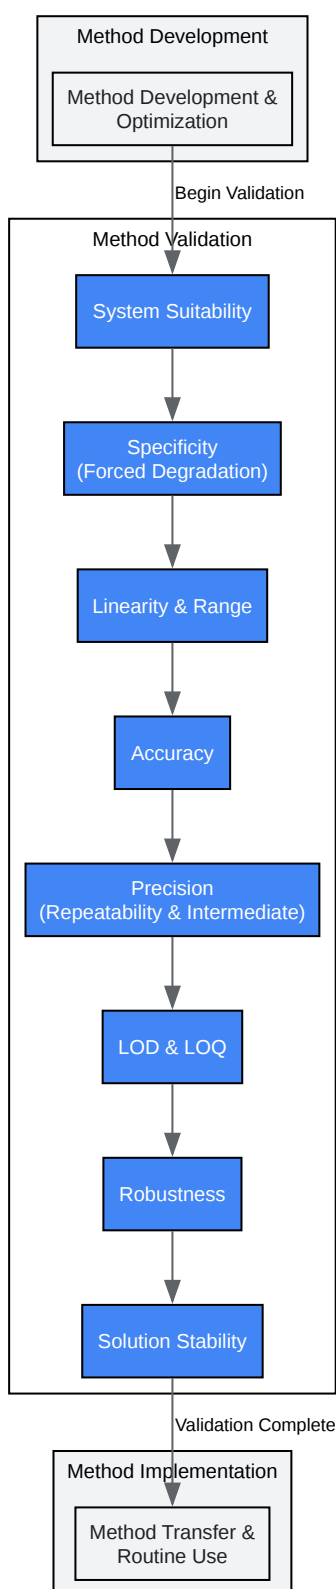 Method Development
Method Development &
Optimization
Begin Validation
Method Validation
System Suitability
Specificity
(Forced Degradation)
Linearity & Range
Accuracy
Precision
(Repeatability & Intermediate)
LOD & LOQ
Robustness
Solution Stability
Validation Complete
Method Implementation
Method Transfer &
Routine Use